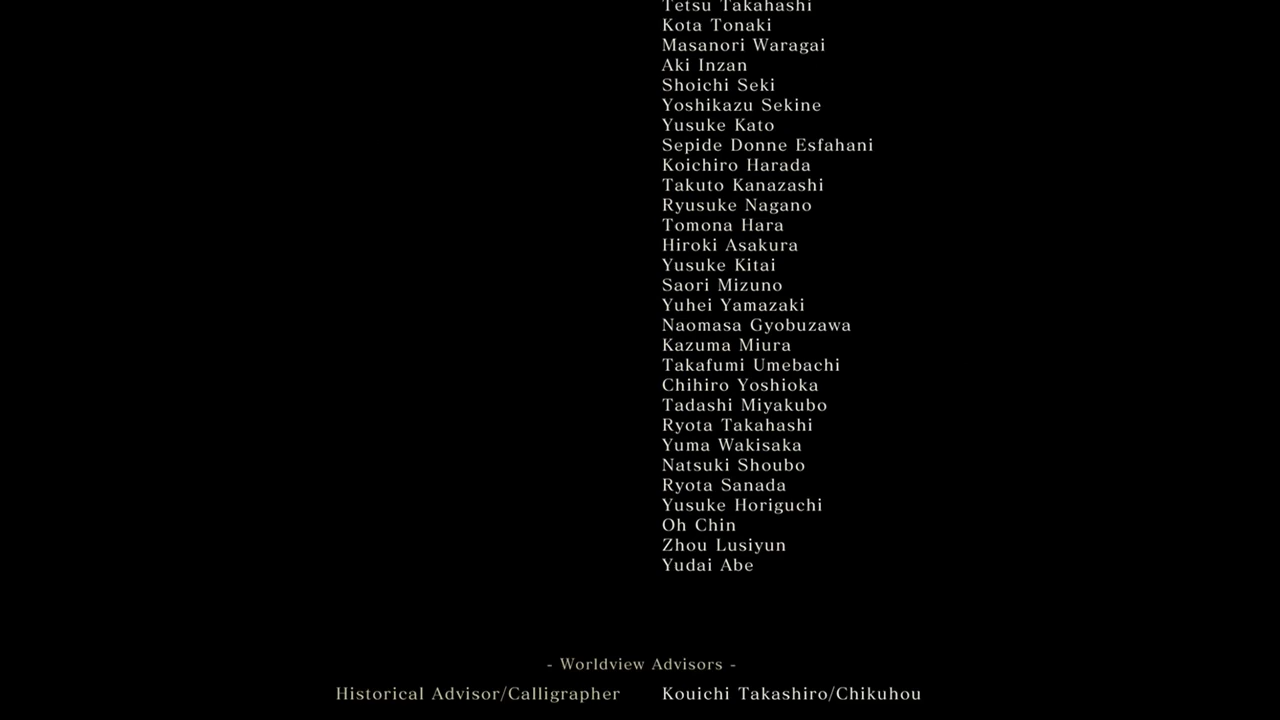 Tetsu Takahashi
Kota Tonaki
Masanori Waragai
Aki Inzan
Shoichi Seki
Yoshikazu Sekine
Yusuke Kato
Sepide Donne Esfahani
Koichiro Harada
Takuto Kanazashi
Ryusuke Nagano
Tomona Hara
Hiroki Asakura
Yusuke Kitai
Saori Mizuno
Yuhei Yamazaki
Naomasa Gyobuzawa
Kazuma Miura
Takafumi Umebachi
Chihiro Yoshioka
Tadashi Miyakubo
Ryota Takahashi
Yuma Wakisaka
Natsuki Shoubo
Ryota Sanada
Yusuke Horiguchi
Oh Chin
Zhou Lusiyun
Yudai Abe
- Worldview Advisors -
Historical Advisor/Calligrapher Kouichi Takashiro/Chikuhou